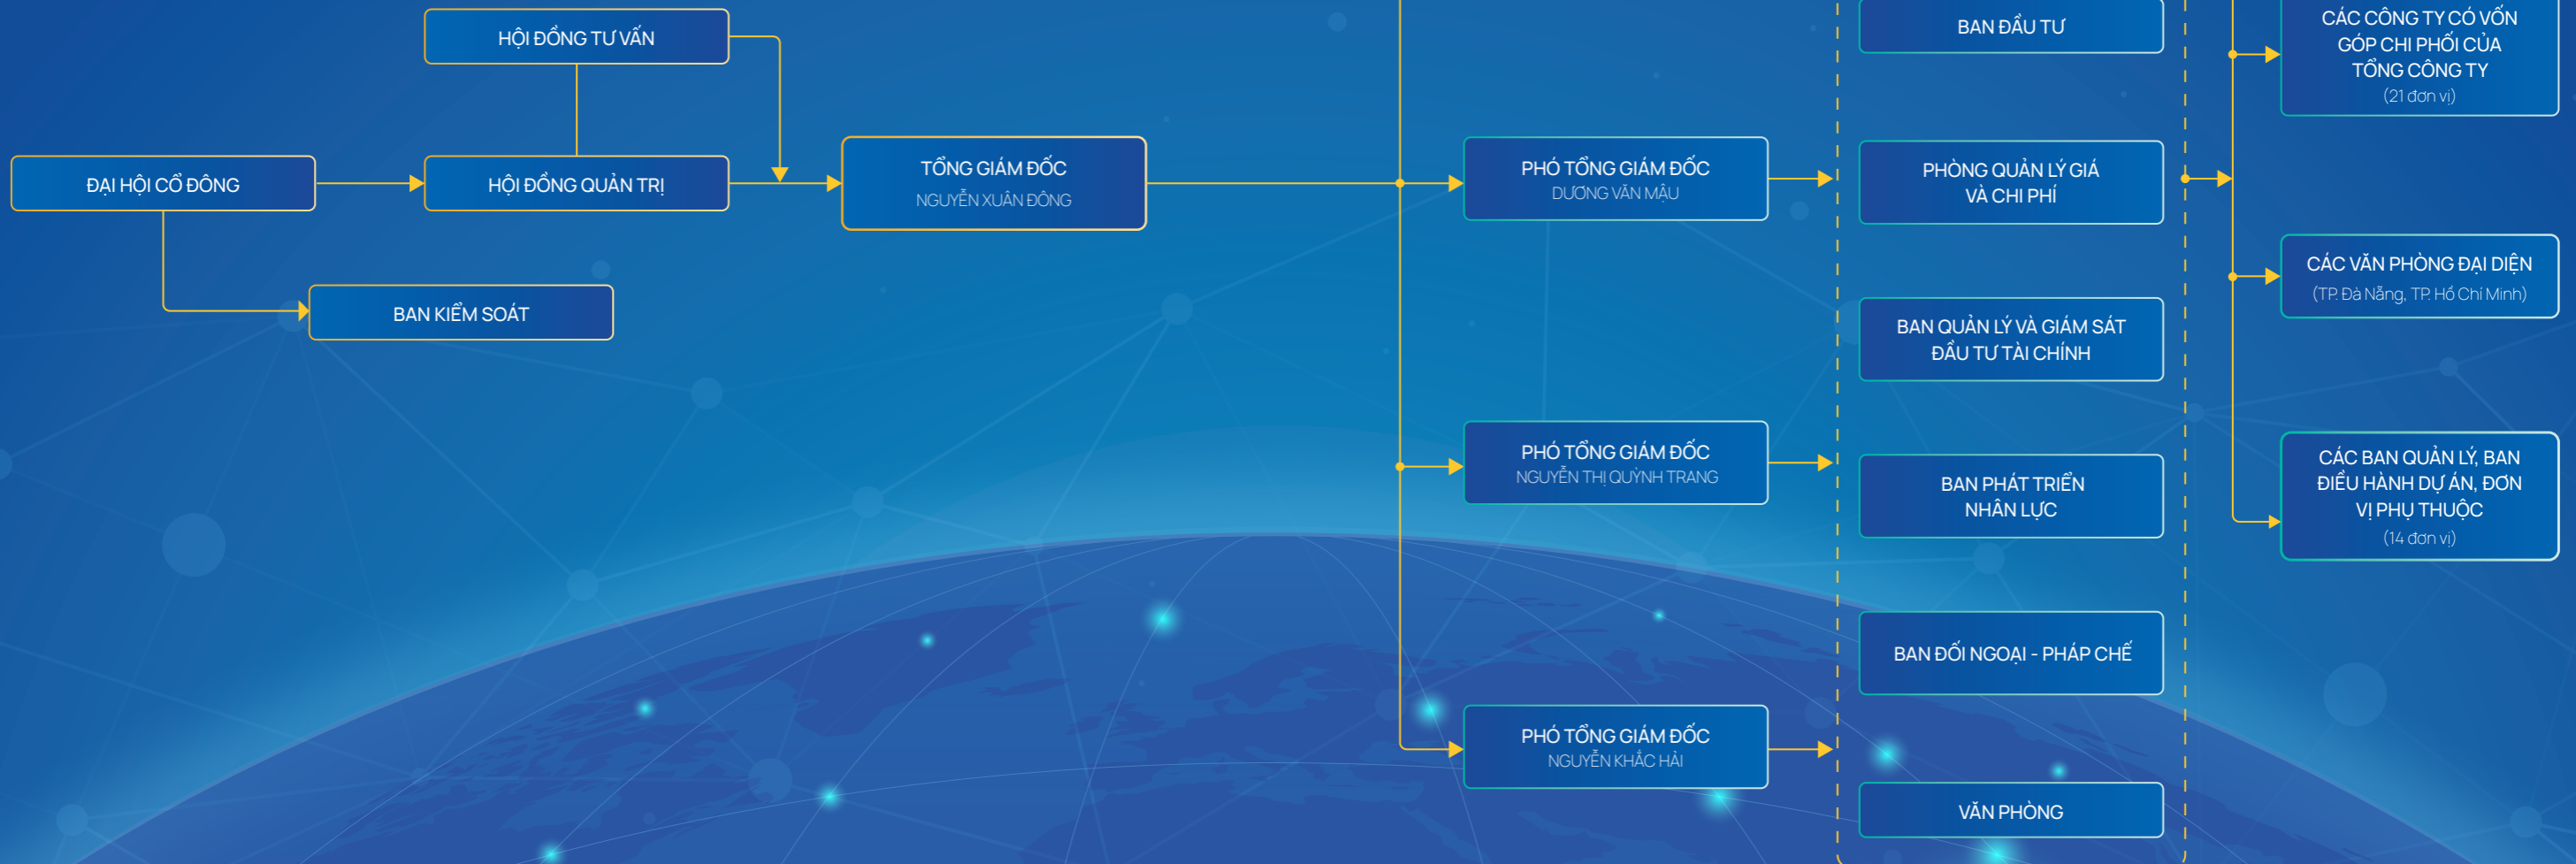 HỘI ĐỒNG TƯ VẤN
ĐẠI HỘI CỔ ĐÔNG
HỘI ĐỒNG QUẢN TRỊ
BAN KIỂM SOÁT
TỔNG GIÁM ĐỐC
NGUYỄN XUÂN ĐÔNG
PHÓ TỔNG GIÁM ĐỐC
DƯƠNG VĂN MẬU
PHÓ TỔNG GIÁM ĐỐC
NGUYỄN THỊ QUỲNH TRANG
PHÓ TỔNG GIÁM ĐỐC
NGUYỄN KHẮC HẢI
BAN ĐẦU TƯ
PHÒNG QUẢN LÝ GIÁ
VÀ CHI PHÍ
BAN QUẢN LÝ VÀ GIÁM SÁT
ĐẦU TƯ TÀI CHÍNH
BAN PHÁT TRIỂN
NHÂN LỰC
BAN ĐỐI NGOẠI - PHÁP CHẾ
VĂN PHÒNG
CÁC CÔNG TY CÓ VỐN
GÓP CHI PHỐI CỦA
TỔNG CÔNG TY
(21 đơn vị)
CÁC VĂN PHÒNG ĐẠI DIỆN
(TP. Đà Nẵng, TP. Hồ Chí Minh)
CÁC BAN QUẢN LÝ, BAN
ĐIỀU HÀNH DỰ ÁN, ĐƠN
VỊ PHỤ THUỘC
(14 đơn vị)